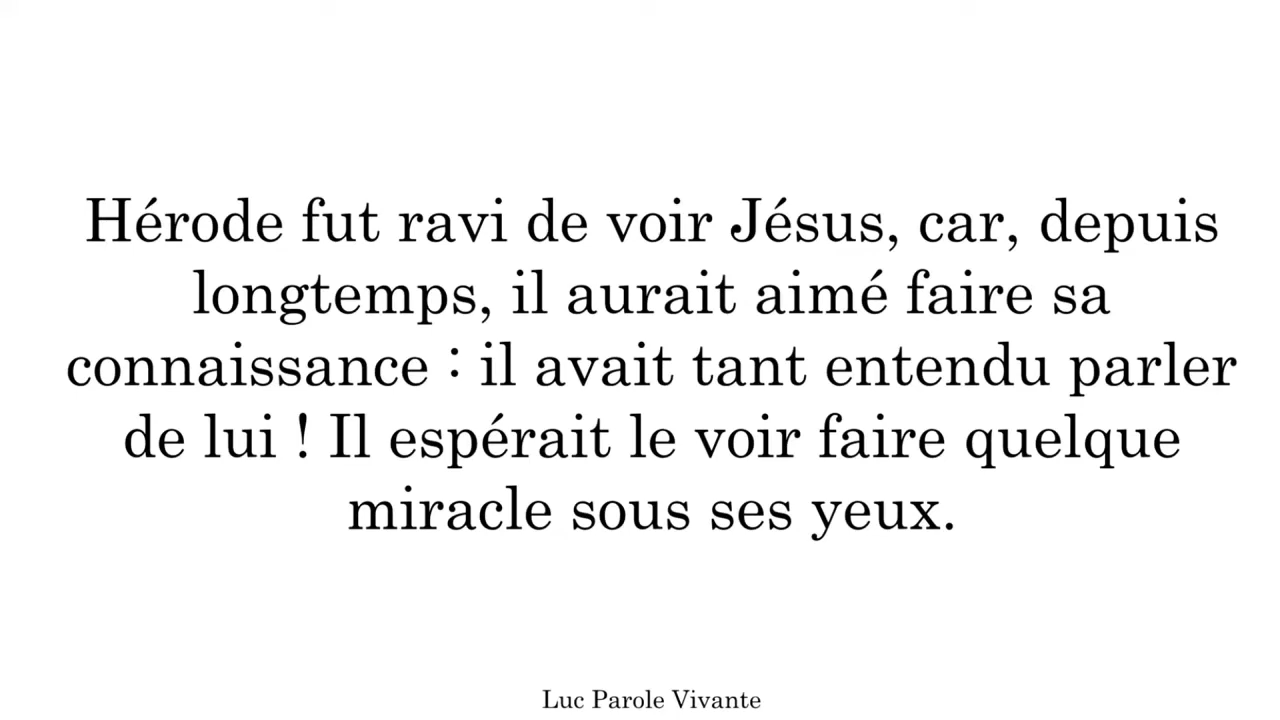 Hérode fut ravi de voir Jésus, car, depuis
longtemps, il aurait aimé faire sa
connaissance : il avait tant entendu parler
de lui ! Il espérait le voir faire quelque
miracle sous ses yeux.
Luc Parole Vivante